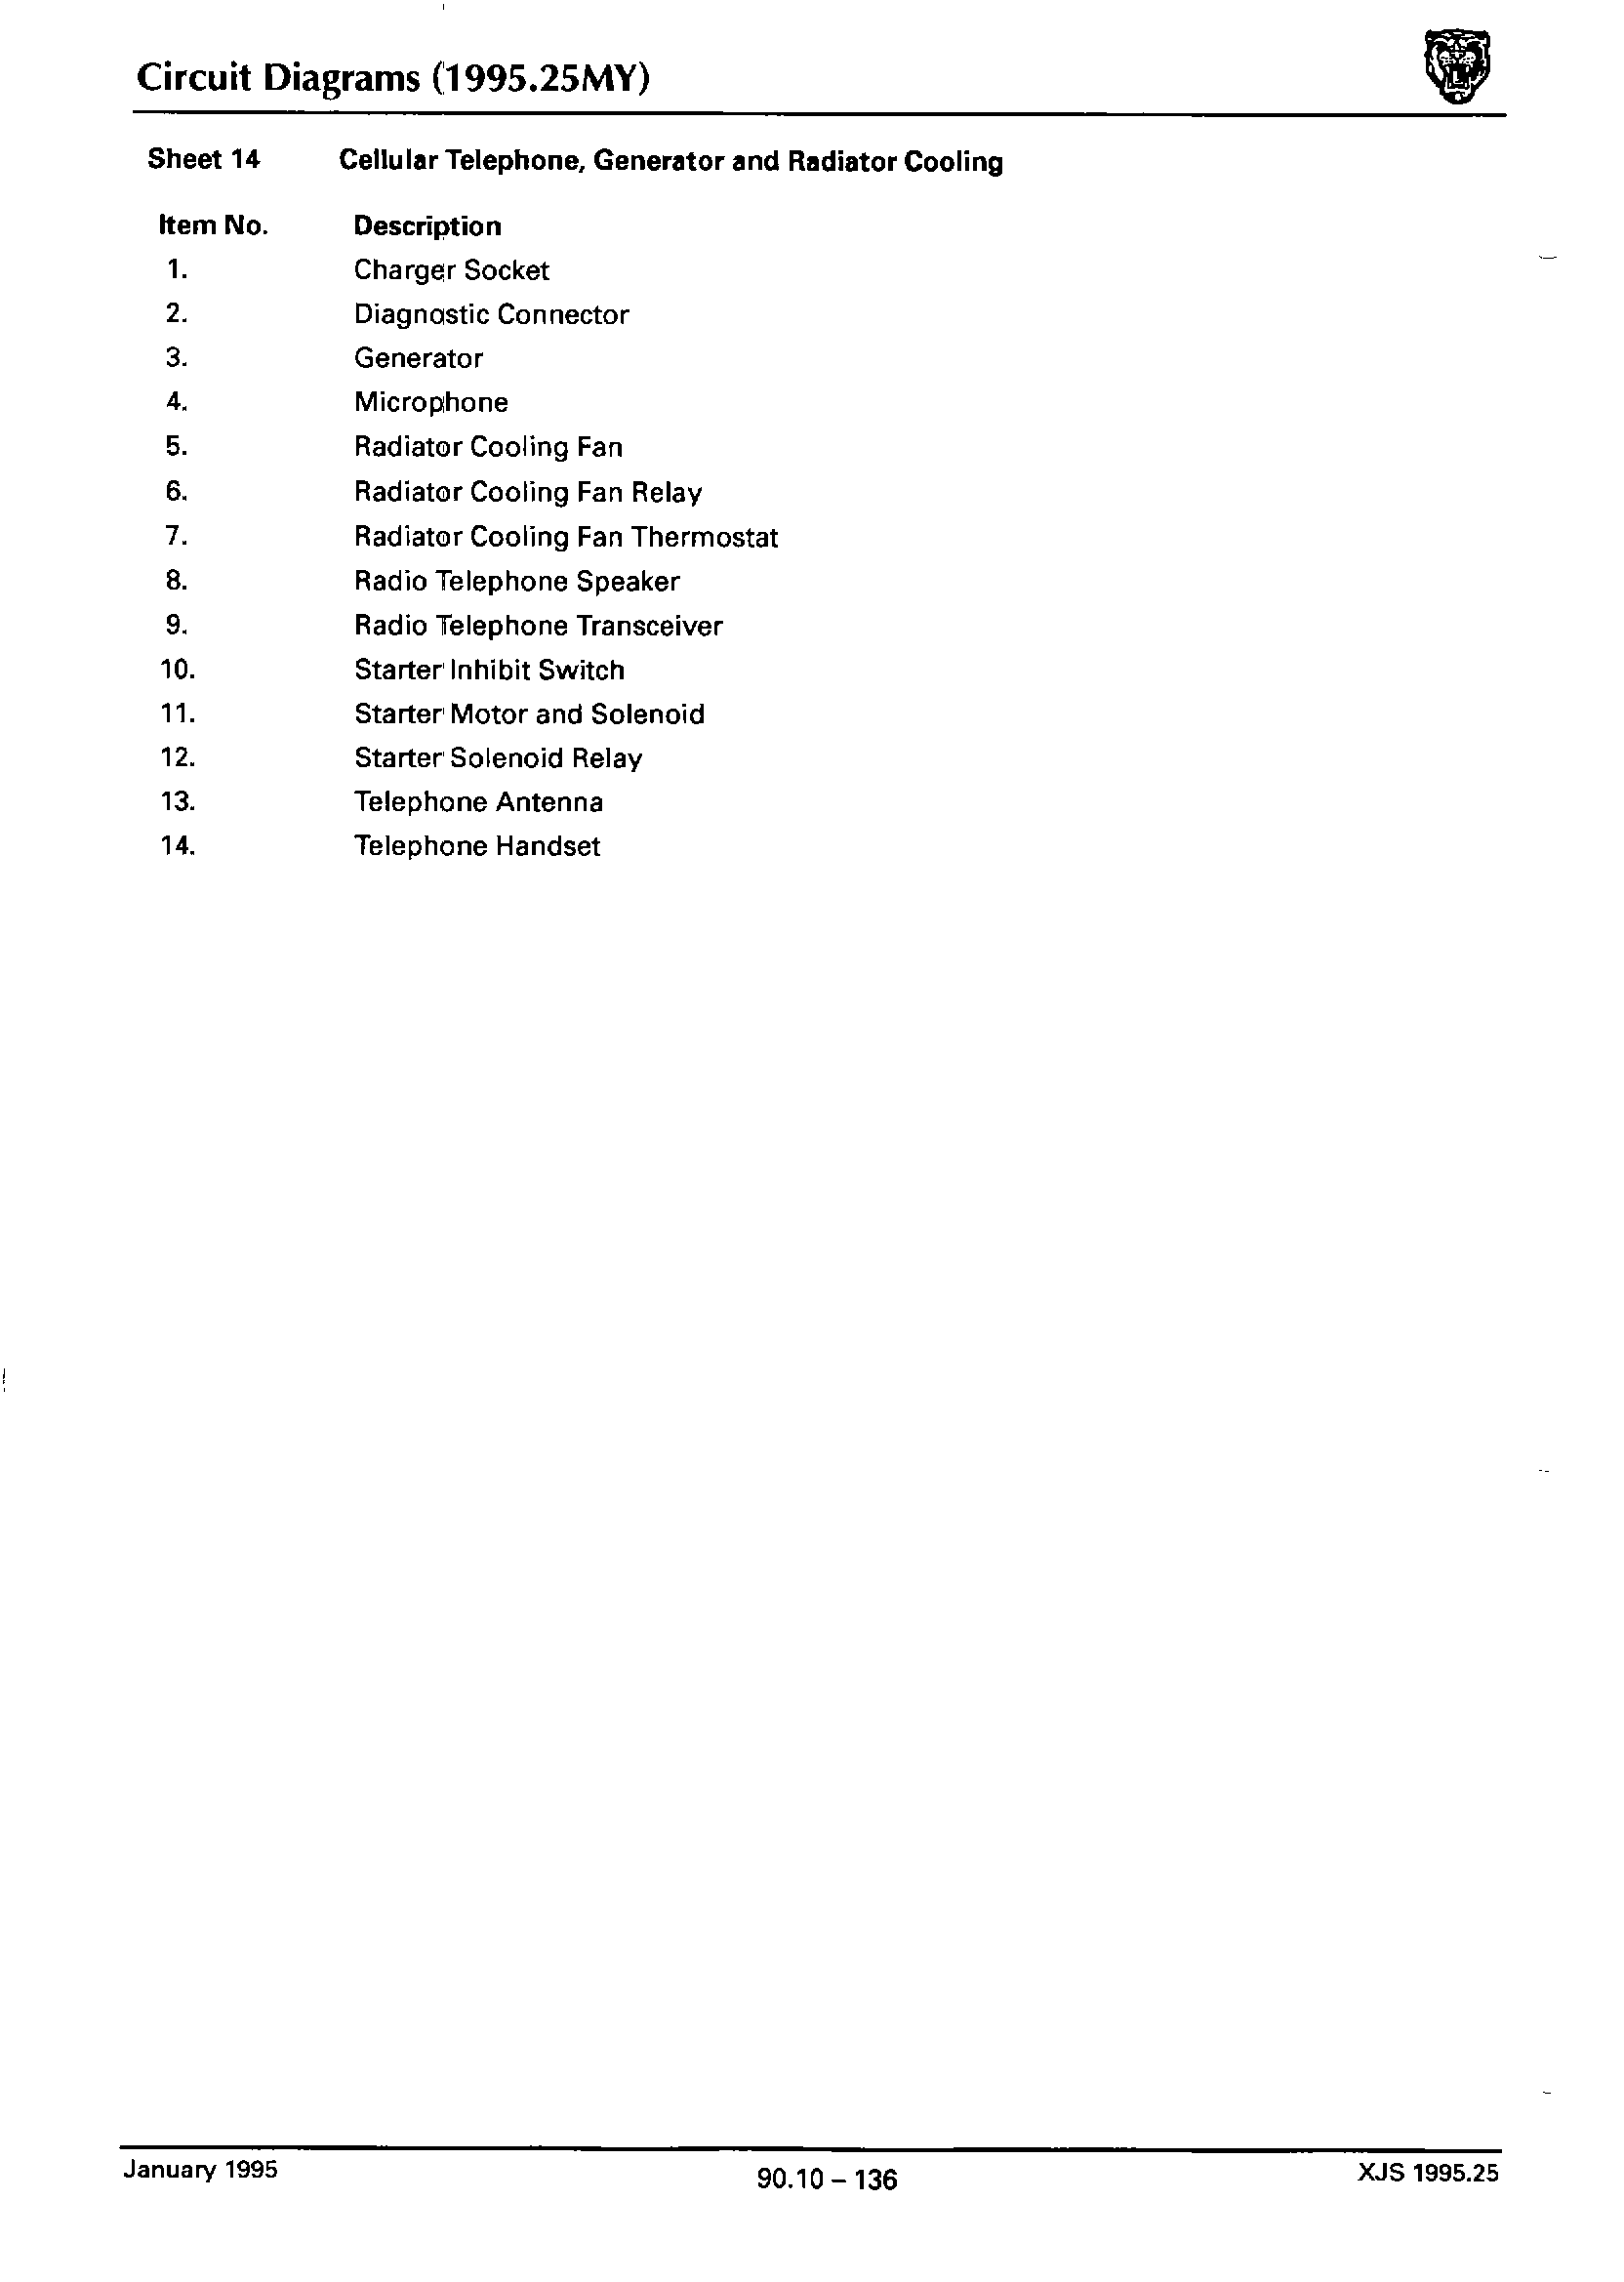 Circuit Diagrams (1995.25MY)
Sheet 14 Cellular Telephone, Generator and Radiator Cooling
Item No. Description
1. Charger Socket
2. Diagnostic Connector
3. Generator
4. Microphone
5. Radiator Cooling Fan
6. Radiator Cooling Fan Relay
7. Radiator Cooling Fan Thermostat
8. Radio Telephone Speaker
9. Radio Telephone Transceiver
10. Starter Inhibit Switch
11. Starter Motor and Solenoid
12. Starter Solenoid Relay
13. Telephone Antenna
14. Telephone Handset
January 1995 90.10 – 136 XJS 1995.25